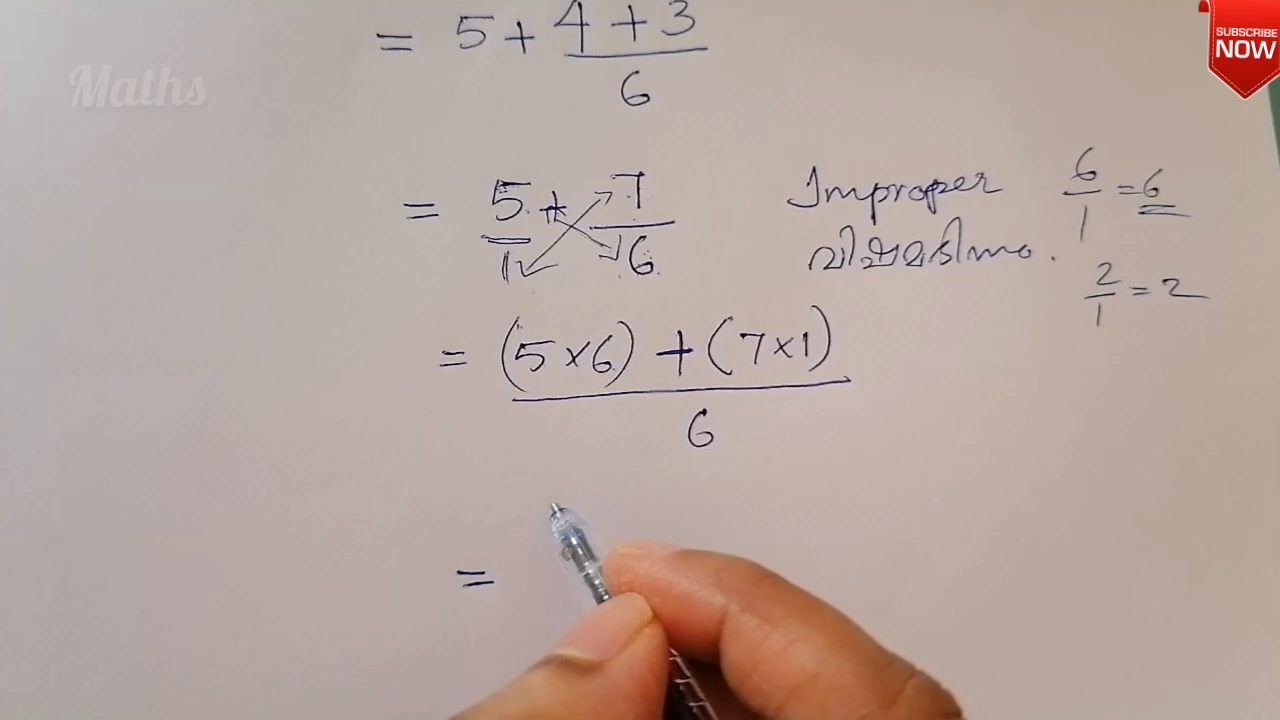 = 5 + 4 + 3
6
Maths
SUBSCRIBE
NOW
= 5 + 7
1 6
Improper
വിഷമഭിന്നം.
6/1 = 6
2/1 = 2
= (5 × 6) + (7 × 1)
6
=